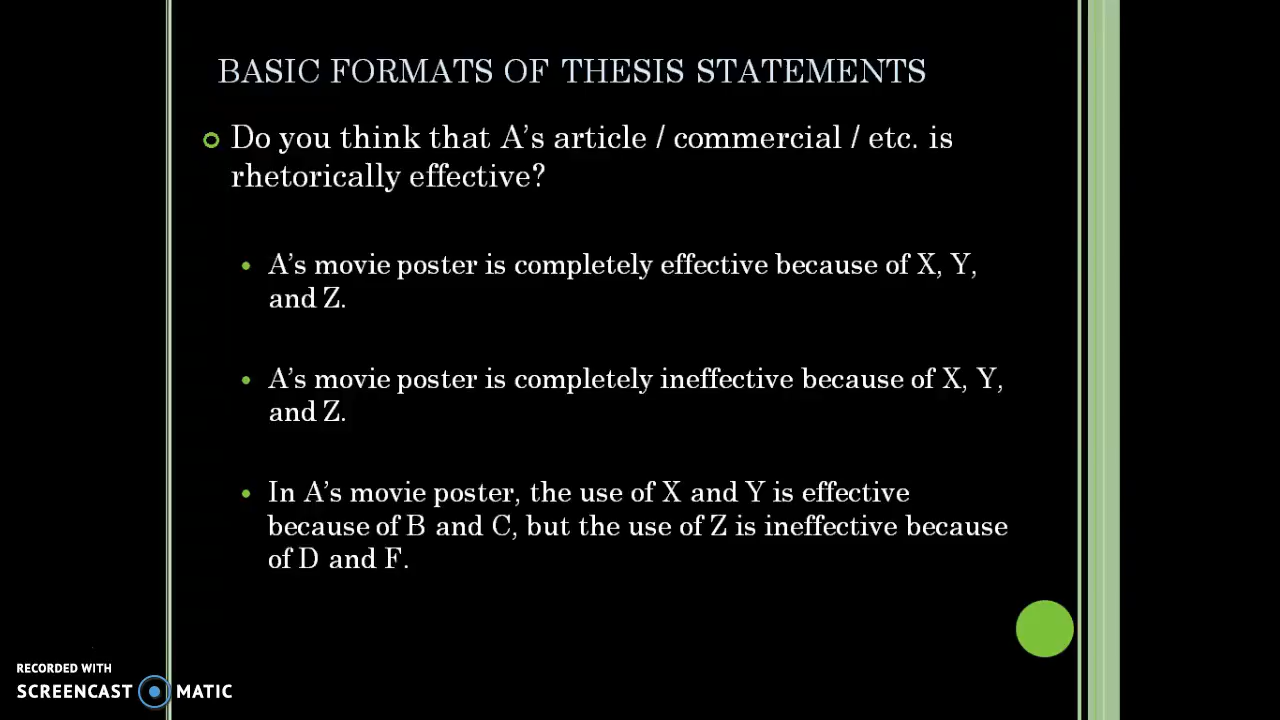 BASIC FORMATS OF THESIS STATEMENTS
Do you think that A's article / commercial / etc. is
rhetorically effective?
A's movie poster is completely effective because of X, Y,
and Z.
A's movie poster is completely ineffective because of X, Y,
and Z.
In A's movie poster, the use of X and Y is effective
because of B and C, but the use of Z is ineffective because
of D and F.
RECORDED WITH
SCREENCAST MATIC